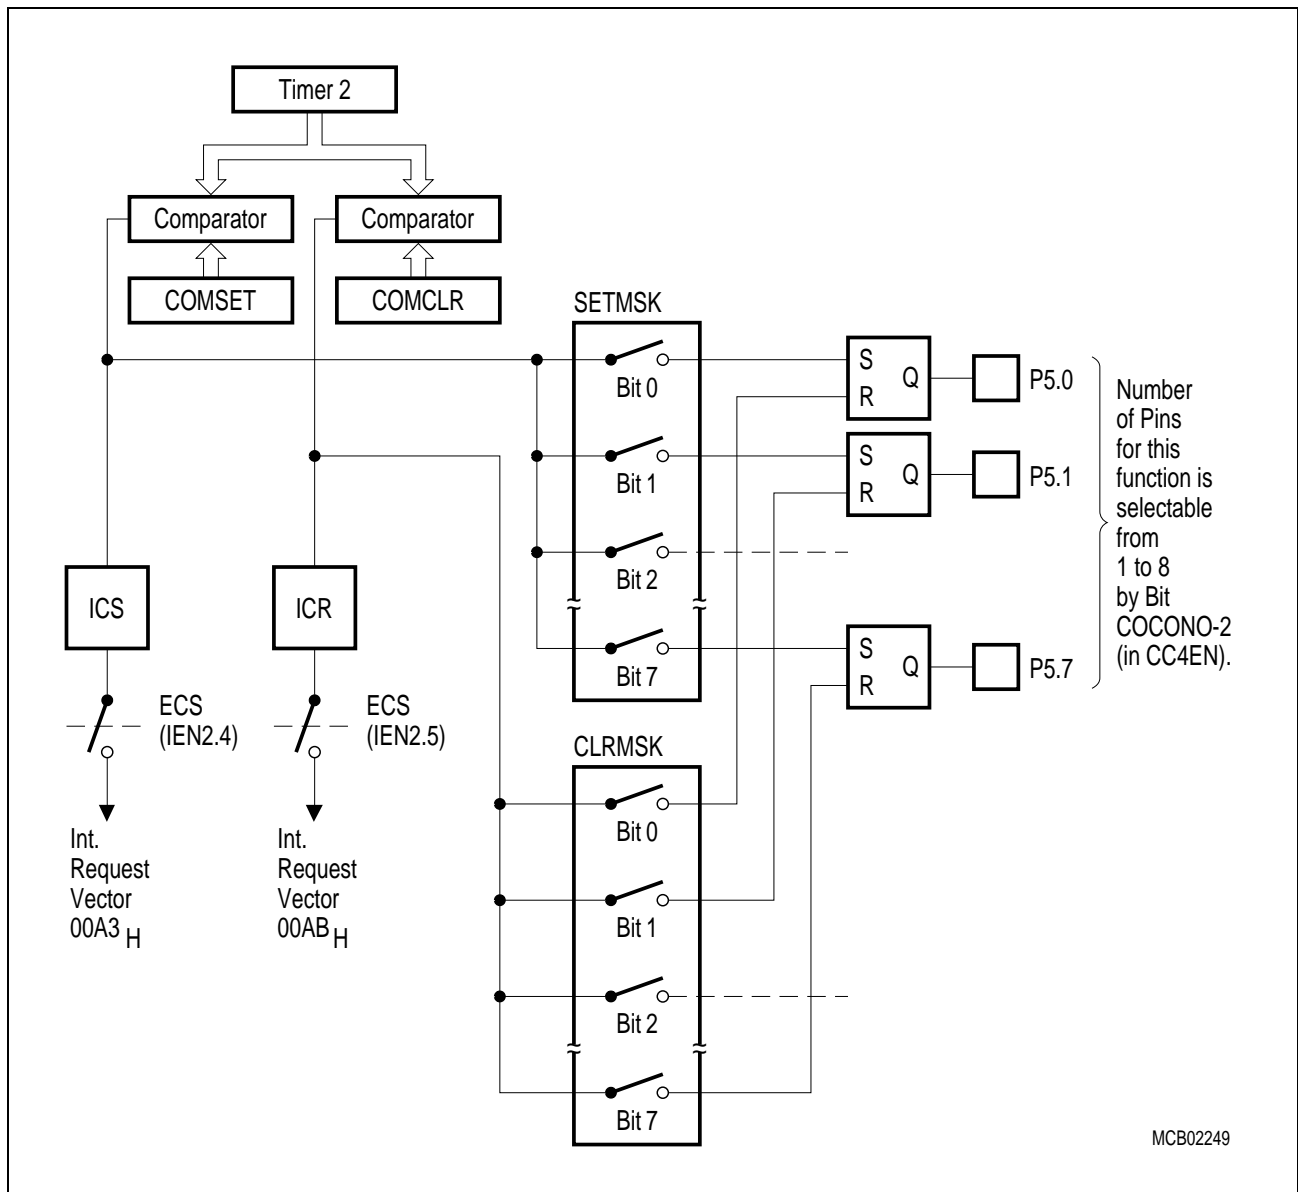 Timer 2
Comparator
Comparator
COMSET
COMCLR
SETMSK
Bit 0
Bit 1
Bit 2
Bit 7
S
R
Q
P5.0
S
R
Q
P5.1
S
R
Q
P5.7
Number
of Pins
for this
function is
selectable
from
1 to 8
by Bit
COCONO-2
(in CC4EN).
ICS
ICR
ECS
(IEN2.4)
ECS
(IEN2.5)
Int.
Request
Vector
00A3 H
Int.
Request
Vector
00AB H
CLRMSK
Bit 0
Bit 1
Bit 2
Bit 7
MCB02249